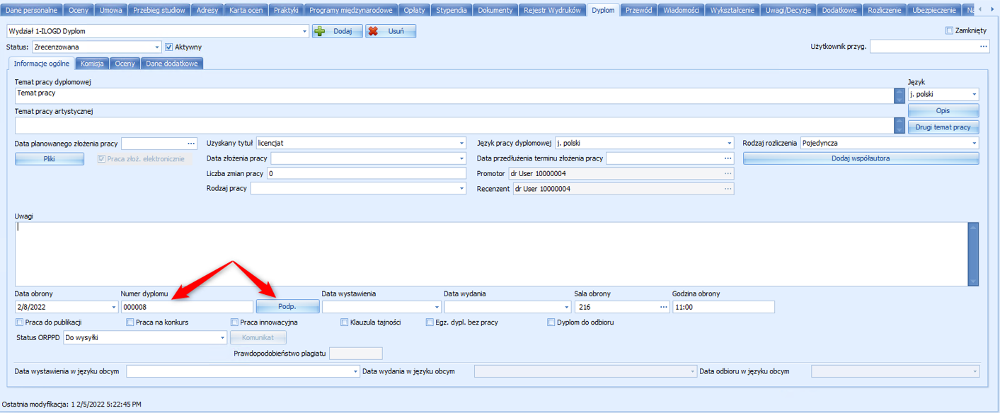 Dane personalne Oceny Umowa Przebieg studiow Adresy Karta ocen Praktyki Programy międzynarodowe Opłaty Stypendia Dokumenty Rejestr Wydruków Dyplom Przewód Wiadomości Wykształcenie Uwagi/Decyzje Dodatkowe Rozliczenie Ubezpieczenie
Wydział 1-ILOGD Dyplom Dodaj Usuń Zamknięty
Status: Zrecenzowana Aktywny Użytkownik przyg. ...
Informacje ogólne Komisja Oceny Dane dodatkowe
Temat pracy dyplomowej Język
Temat pracy j. polski
Temat pracy artystycznej Opis
Drugi temat pracy
Data planowanego złożenia pracy ... Uzyskany tytuł licencjat Język pracy dyplomowej j. polski Rodzaj rozliczenia Pojedyncza
Pliki Praca złoż. elektronicznie Data złożenia pracy Data przedłużenia terminu złożenia pracy ... Dodaj współautora
Liczba zmian pracy 0 Promotor dr User 10000004 ...
Rodzaj pracy Recenzent dr User 10000004 ...
Uwagi
Data obrony Numer dyplomu Data wystawienia Data wydania Sala obrony Godzina obrony
2/8/2022 000008 Podp. 216 ... 11:00
Praca do publikacji Praca na konkurs Praca innowacyjna Klauzula tajności Egz. dypl. bez pracy Dyplom do odbioru
Status ORPPD Do wysyłki Komunikat
Prawdopodobieństwo plagiatu
Data wystawienia w języku obcym Data wydania w języku obcym Data odbioru w języku obcym
Ostatnia modyfikacja: 1 2/5/2022 5:22:45 PM